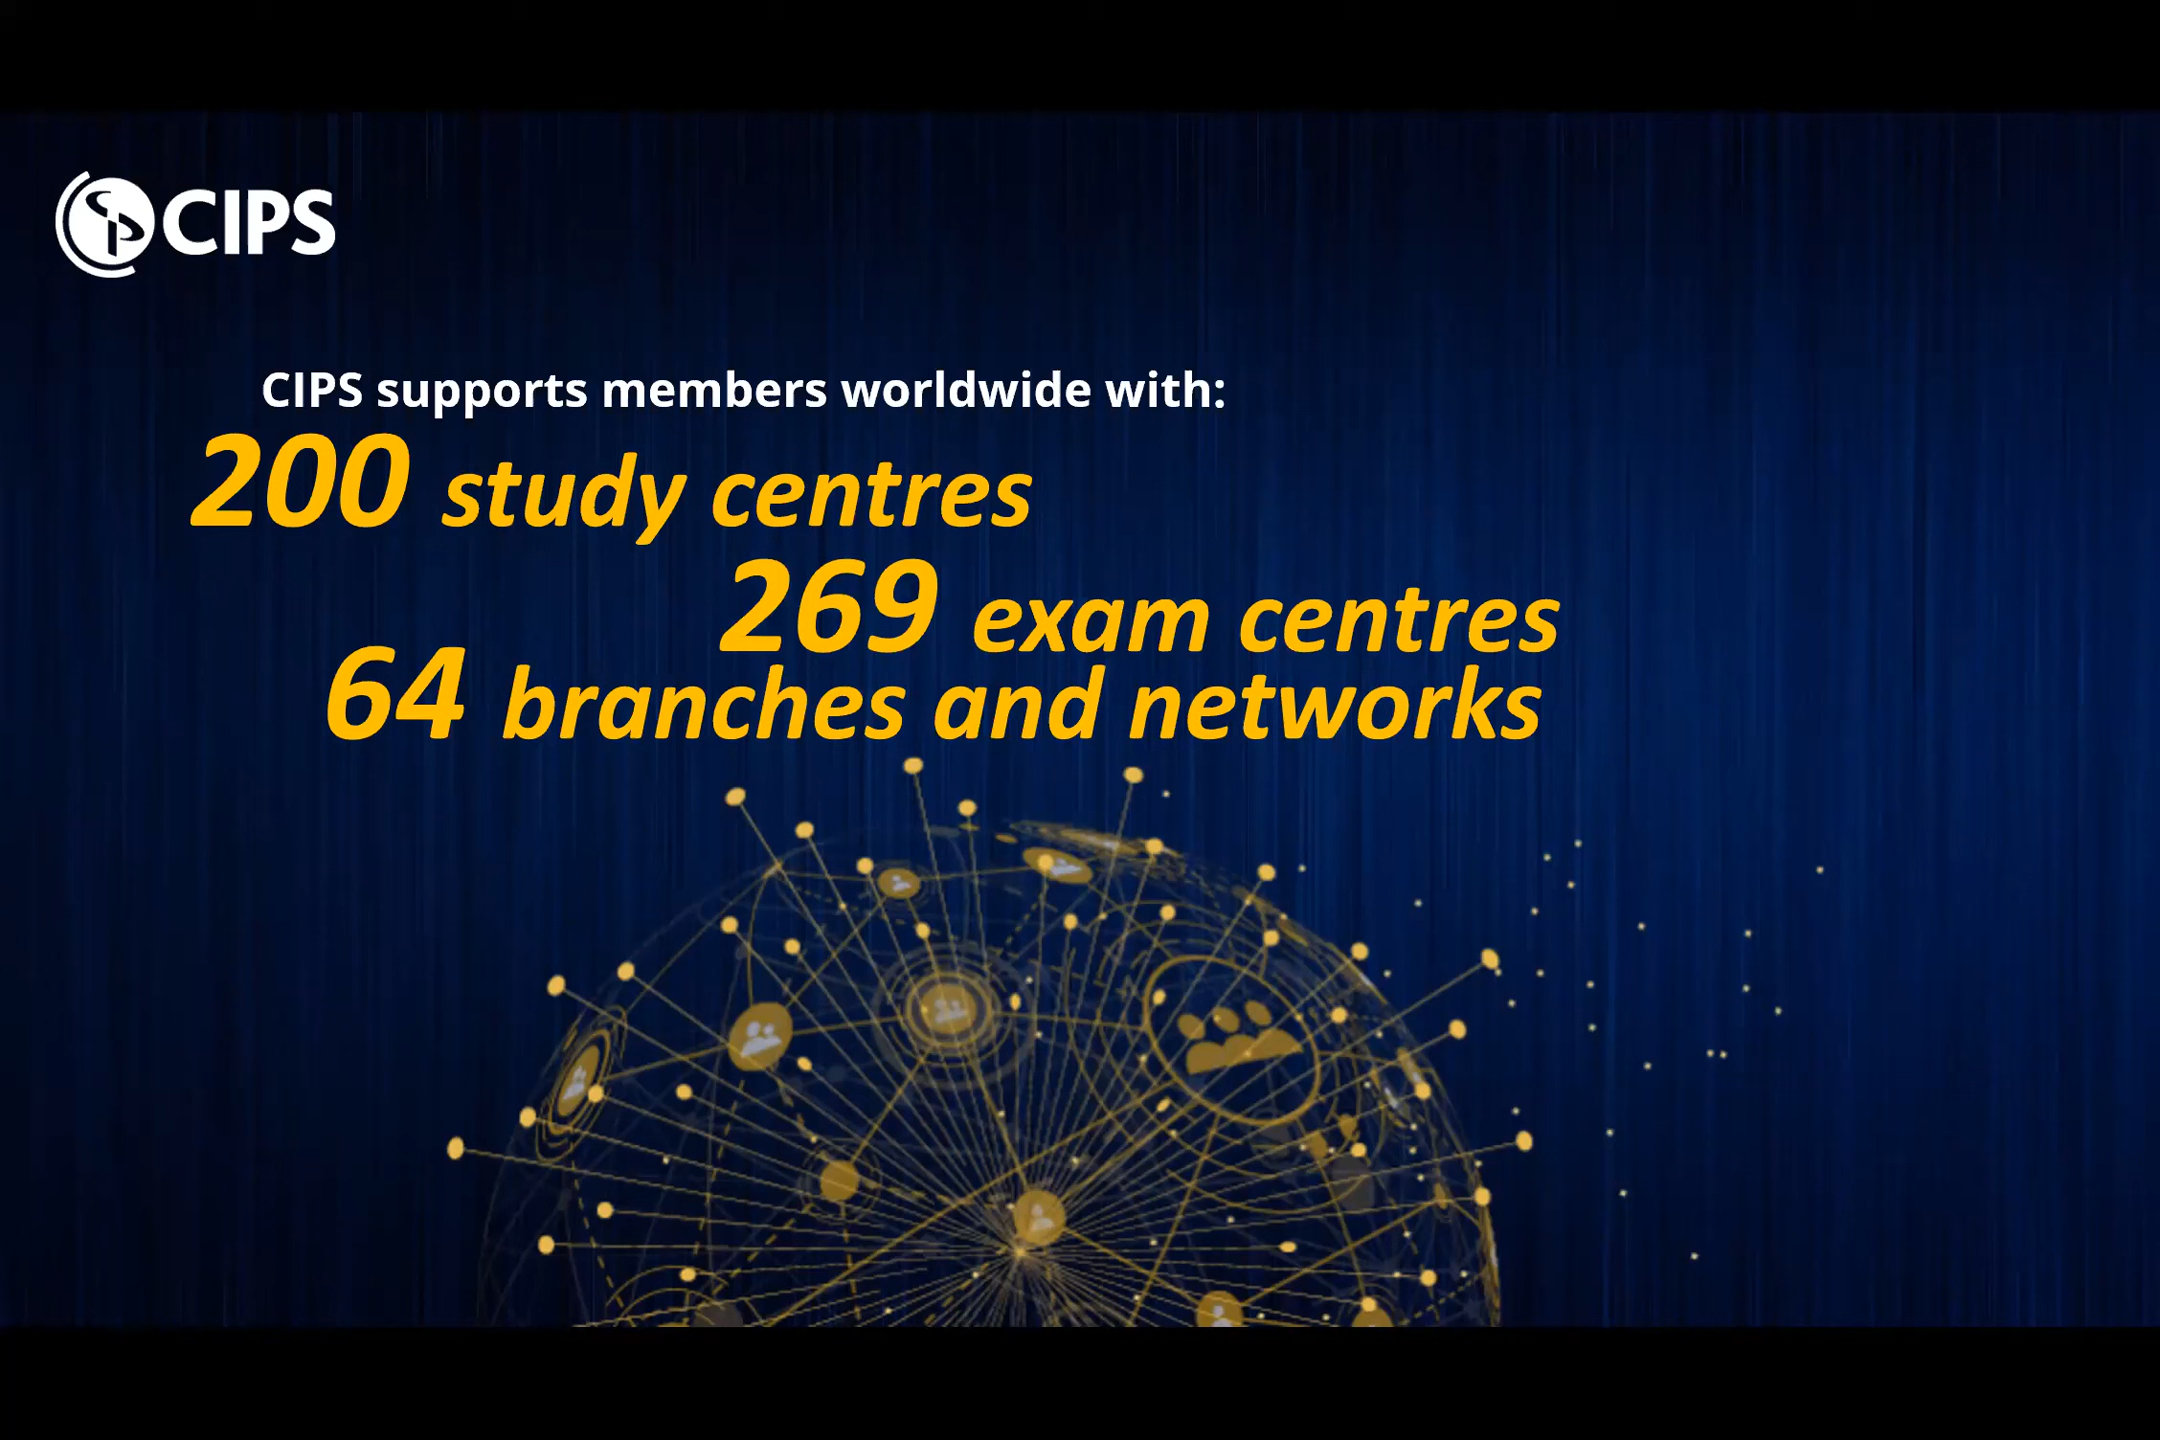 CIPS
CIPS supports members worldwide with:
200 study centres
269 exam centres
64 branches and networks